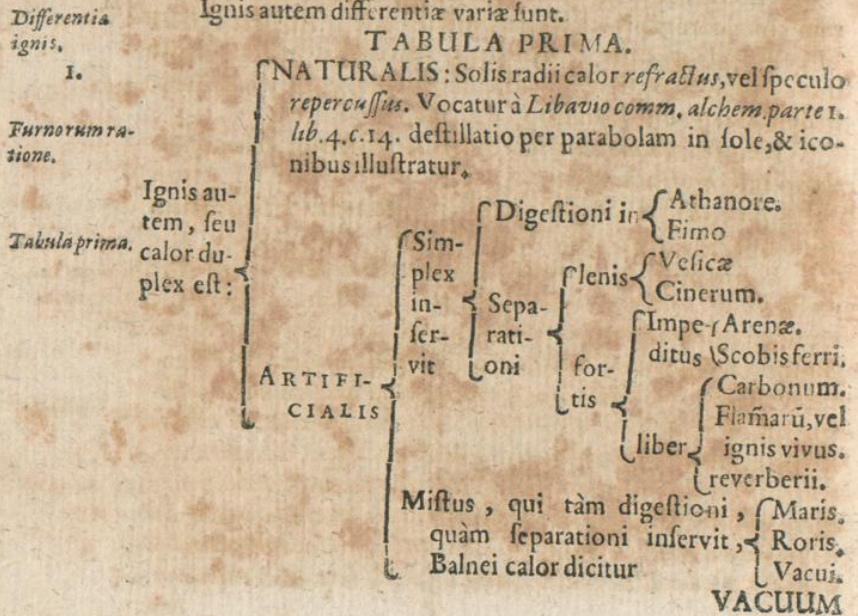 Ignis autem differentiæ variæ sunt.
Differentia
ignis.
TABULA PRIMA.
1.
NATURALIS: Solis radii calor refractus, vel speculo
repercussus. Vocatur à Libavio comm. alchem. parte 1.
lib. 4. c. 14. destillatio per parabolam in sole, & ico-
nibus illustratur.
Furnorum ra-
tione.
Tabula prima.
Ignis au-
tem, seu
calor du-
plex est:
ARTIFI-
CIALIS
Sim-
plex
in-
ser-
vit
Digestioni in
Athanore.
Fimo
Sepa-
rati-
oni
lenis
Vesicæ
Cinerum.
for-
tis
Impe-
ditus
Arenæ.
Scobis ferri.
liber
Carbonum.
Flam̃arũ, vel
ignis vivus.
reverberii.
Mistus, qui tàm digestioni,
quàm separationi inservit,
Balnei calor dicitur
Maris.
Roris.
Vacui.
VACUUM